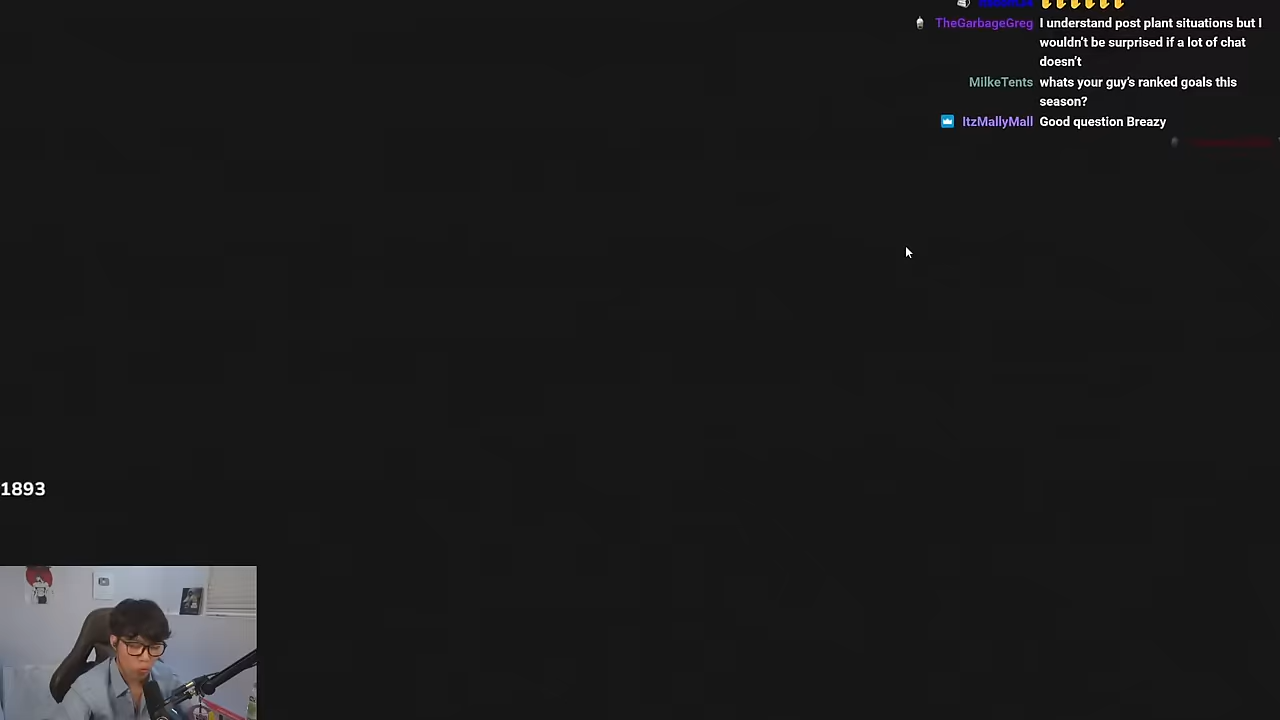 TheGarbageGreg I understand post plant situations but I
wouldn't be surprised if a lot of chat
doesn't
MilkeTents whats your guy's ranked goals this
season?
ItzMallyMall Good question Breazy
1893